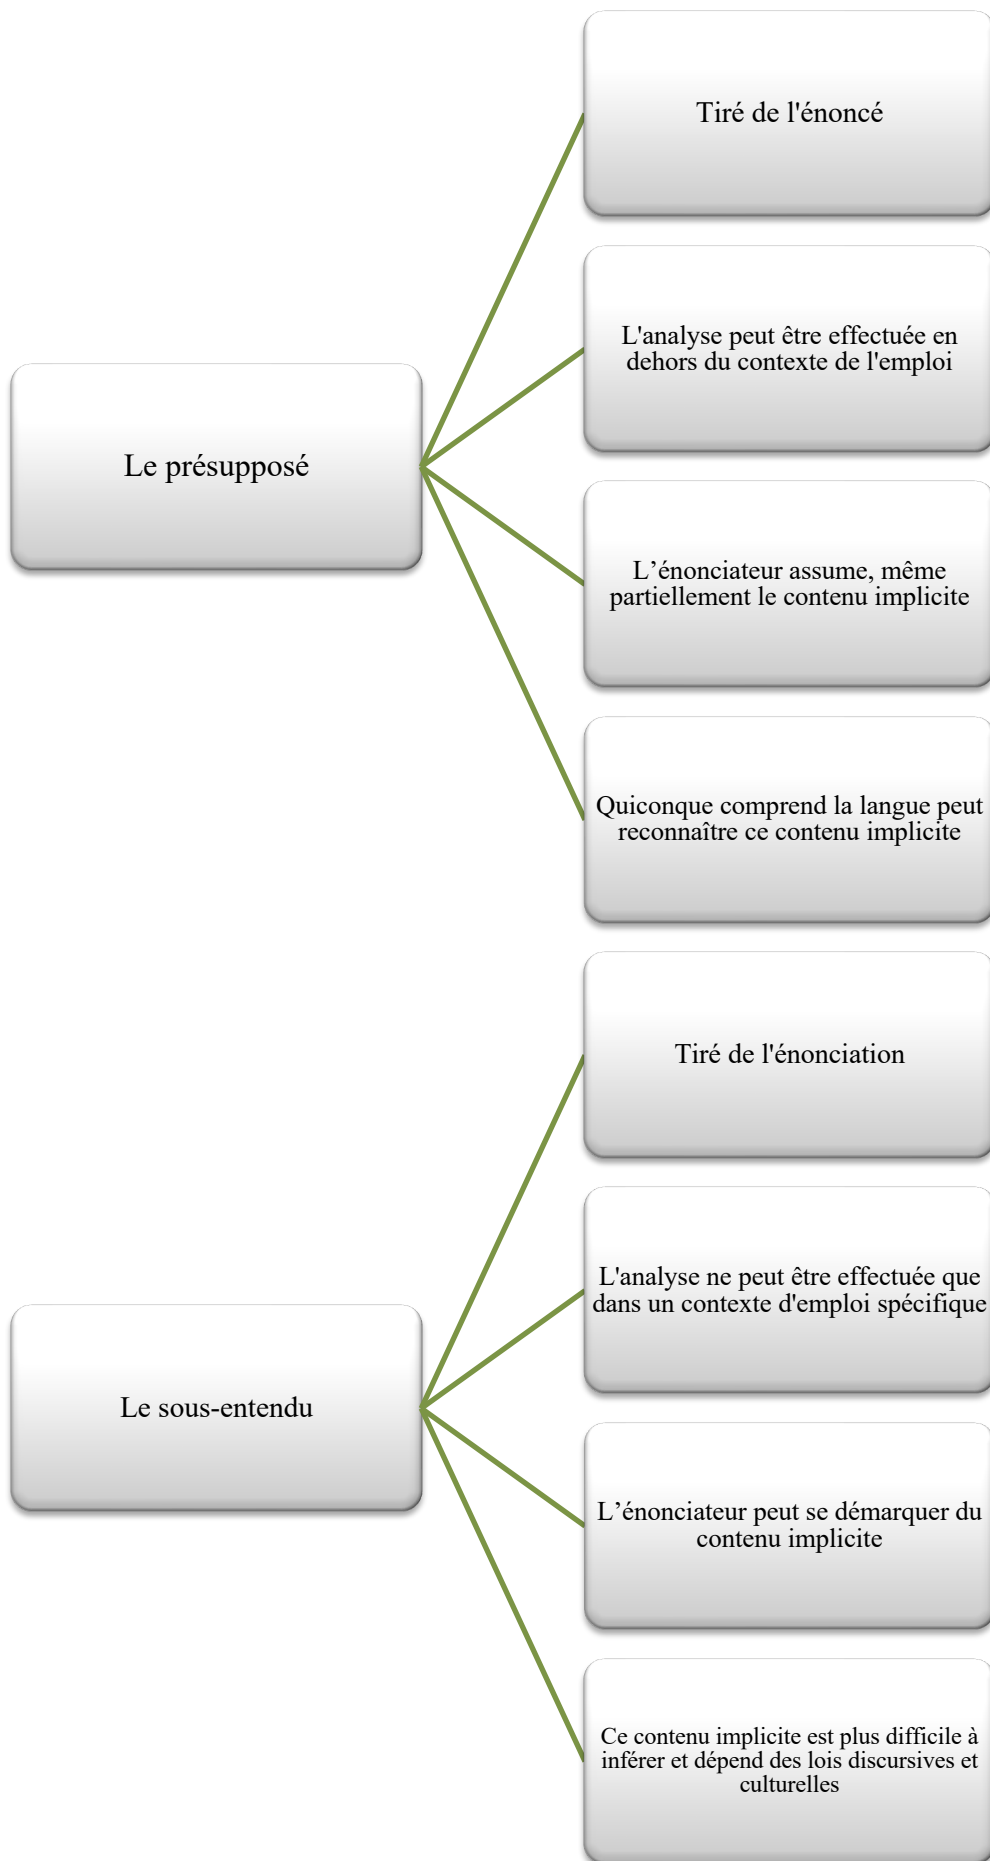 Le présupposé
Tiré de l'énoncé
L'analyse peut être effectuée en
dehors du contexte de l'emploi
L’énonciateur assume, même
partiellement le contenu implicite
Quiconque comprend la langue peut
reconnaître ce contenu implicite
Le sous-entendu
Tiré de l'énonciation
L'analyse ne peut être effectuée que
dans un contexte d'emploi spécifique
L’énonciateur peut se démarquer du
contenu implicite
Ce contenu implicite est plus difficile à
inférer et dépend des lois discursives et
culturelles